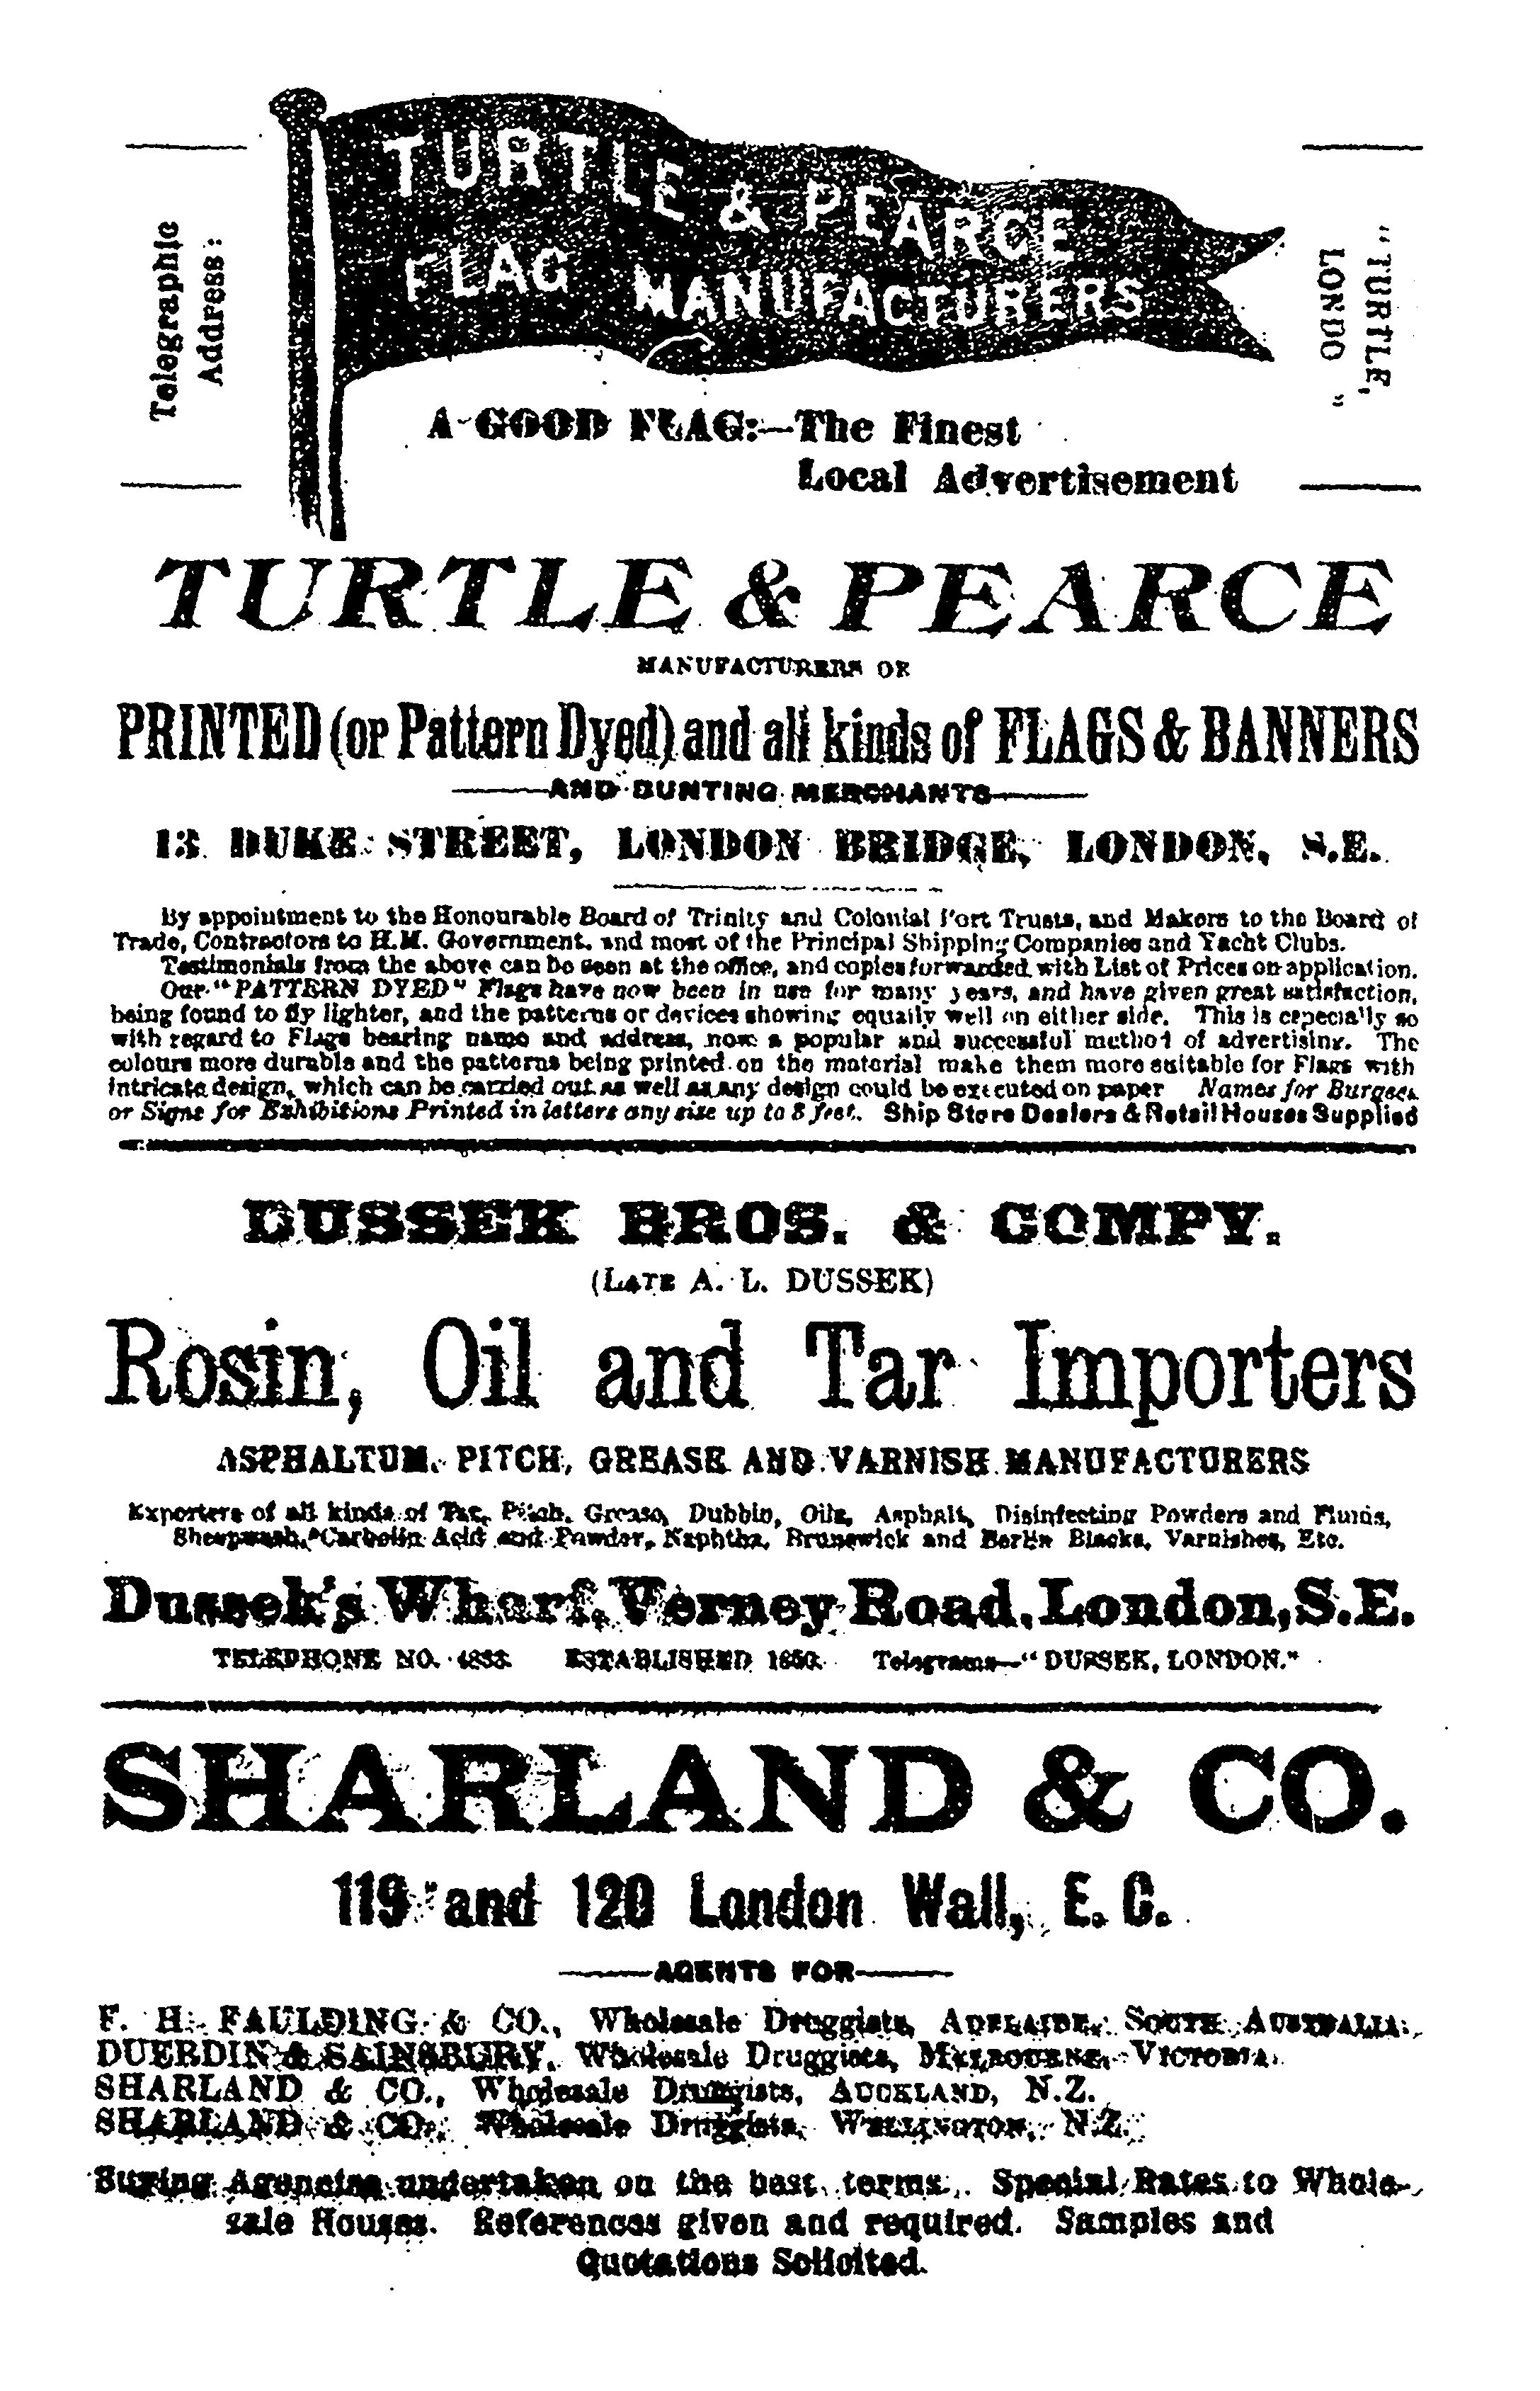 TURTLE & PEARCE
FLAG MANUFACTURERS
Telegraphic
Address:
"TURTLE,
LONDO "
A GOOD FLAG:—The Finest
Local Advertisement
TURTLE & PEARCE
MANUFACTURERS OF
PRINTED (or Pattern Dyed) and all kinds of FLAGS & BANNERS
AND BUNTING MERCHANTS
13 DUKE STREET, LONDON BRIDGE, LONDON, S.E.
By appointment to the Honourable Board of Trinity and Colonial Port Trusts, and Makers to the Board of
Trade, Contractors to H.M. Government, and most of the Principal Shipping Companies and Yacht Clubs.
Testimonials from the above can be seen at the office, and copies forwarded with List of Prices on application.
Our "PATTERN DYED" Flags have now been in use for many years, and have given great satisfaction,
being found to fly lighter, and the patterns or devices showing equally well on either side. This is especially so
with regard to Flags bearing name and address, now a popular and successful method of advertising. The
colours more durable and the patterns being printed on the material make them more suitable for Flags with
intricate design, which can be carried out as well as any design could be executed on paper Names for Burgees
or Signs for Exhibitions Printed in letters any size up to 8 feet. Ship Store Dealers & Retail Houses Supplied
DUSSEK BROS. & COMPY.
(LATE A. L. DUSSEK)
Rosin, Oil and Tar Importers
ASPHALTUM, PITCH, GREASE AND VARNISH MANUFACTURERS
Exporters of all kinds of Tar, Pitch, Grease, Dubbin, Oils, Asphalt, Disinfecting Powders and Fluids,
Sheepwash, Carbolic Acid and Powder, Naphtha, Brunswick and Berlin Blacks, Varnishes, Etc.
Dussek's Wharf, Verney Road, London, S.E.
TELEPHONE NO. ESTABLISHED Telegrams—"DUSSEK, LONDON."
SHARLAND & CO.
119 and 120 London Wall, E.C.
AGENTS FOR
F. H. FAULDING & CO., Wholesale Druggists, ADELAIDE, SOUTH AUSTRALIA.
DUERDIN & SAINSBURY, Wholesale Druggists, MELBOURNE, VICTORIA.
SHARLAND & CO., Wholesale Druggists, AUCKLAND, N.Z.
SHARLAND & CO., Wholesale Druggists, WELLINGTON, N.Z.
Buying Agencies undertaken on the best terms. Special Rates to Whole-
sale Houses. References given and required. Samples and
Quotations Solicited.